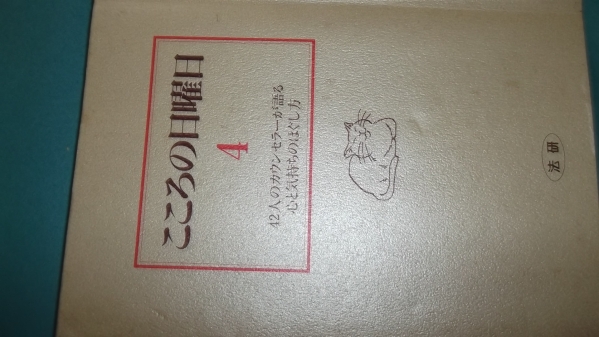 こころの日曜日
4
42人のカウンセラーが語る
心と気持ちのほぐし方
法研